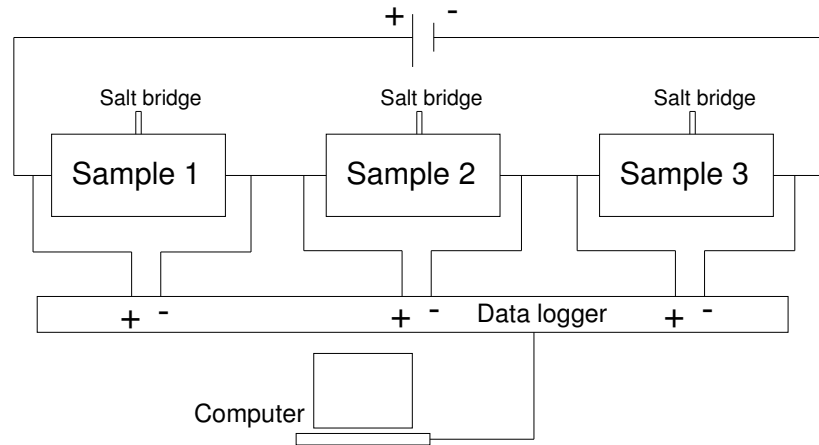 + -
Salt bridge Salt bridge Salt bridge
Sample 1 Sample 2 Sample 3
+ - + - Data logger + -
Computer